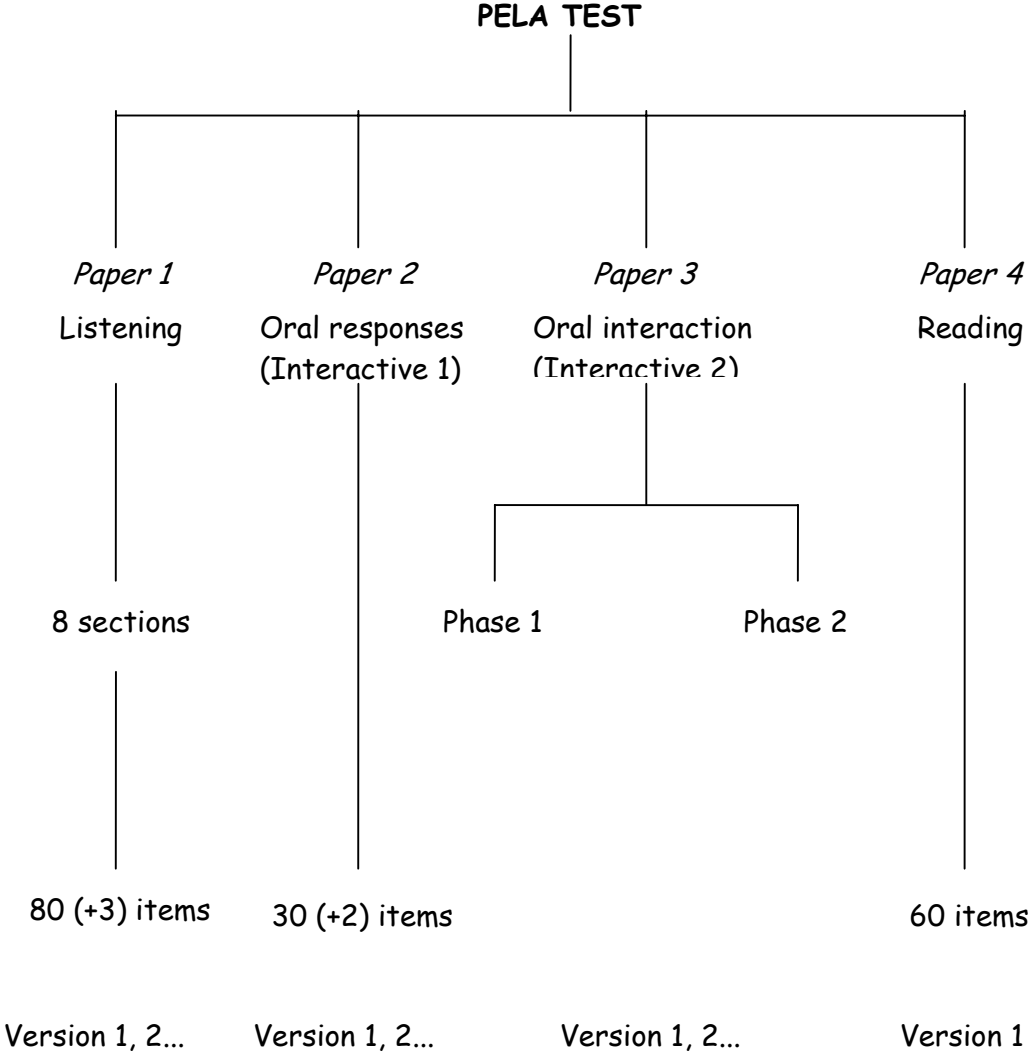 PELA TEST
Paper 1
Paper 2
Paper 3
Paper 4
Listening
Oral responses
(Interactive 1)
Oral interaction
(Interactive 2)
Reading
8 sections
Phase 1
Phase 2
80 (+3) items
30 (+2) items
60 items
Version 1, 2...
Version 1, 2...
Version 1, 2...
Version 1